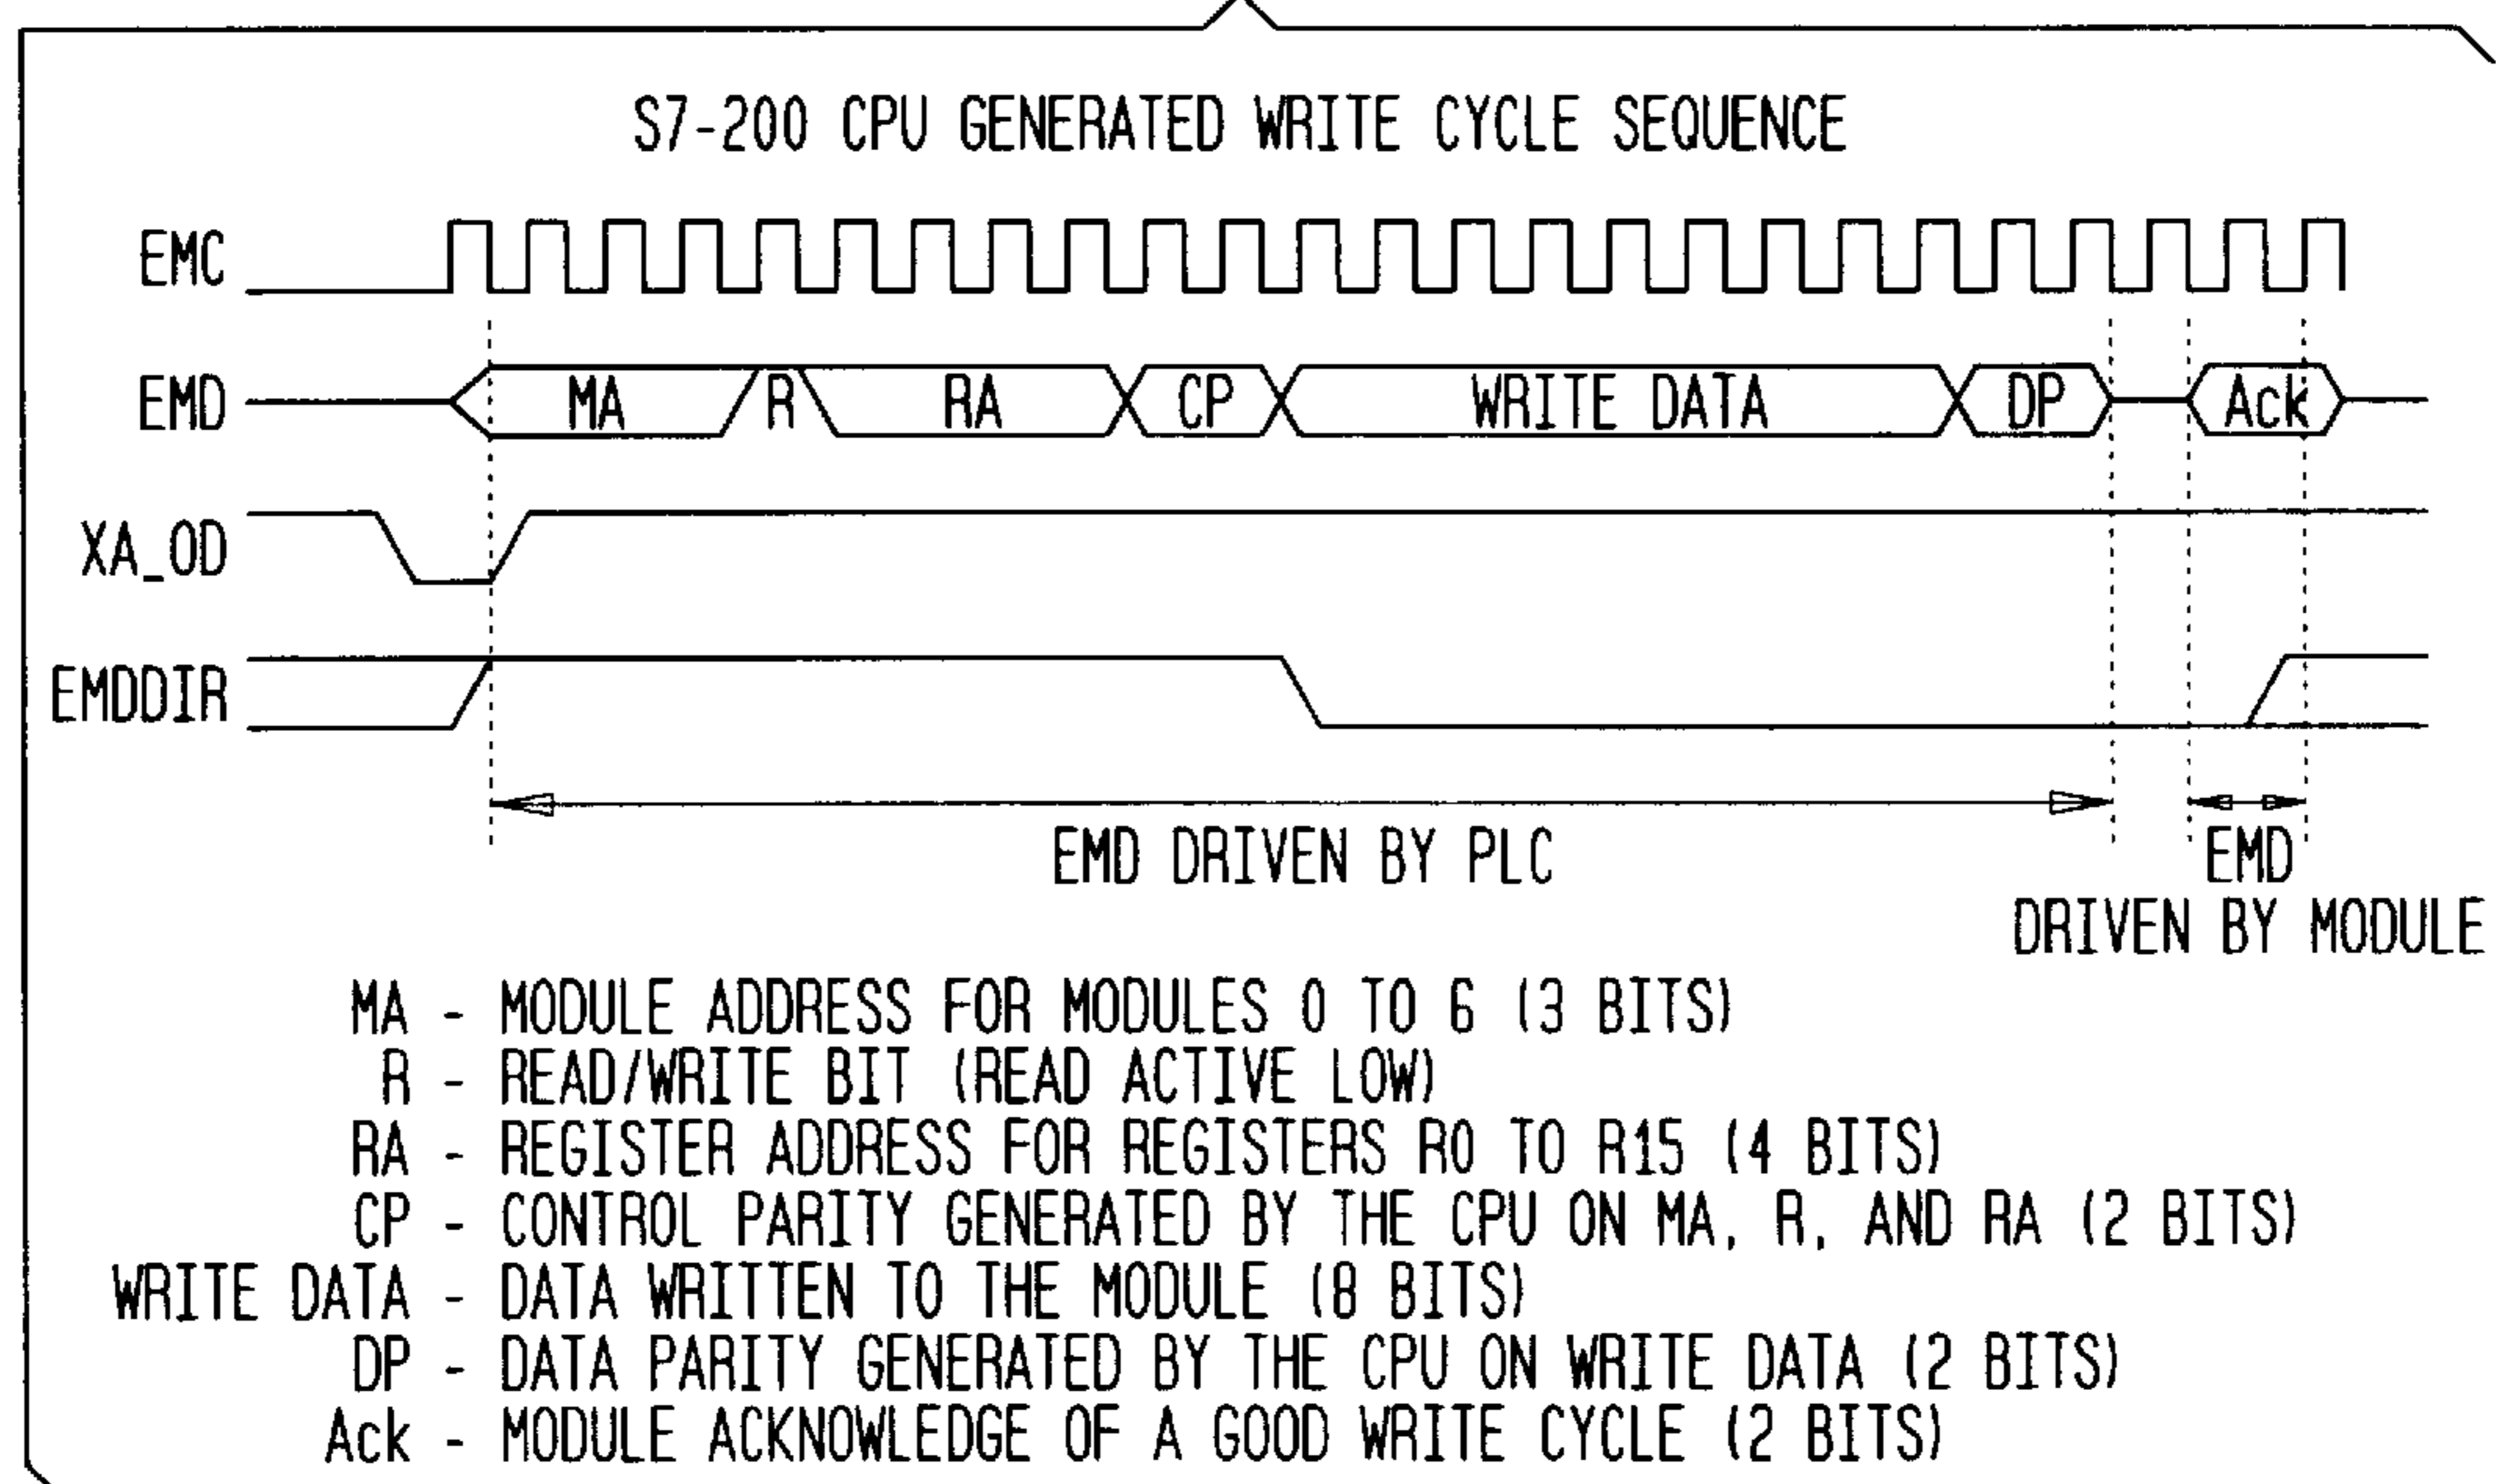 S7-200 CPU GENERATED WRITE CYCLE SEQUENCE
EMC
EMD MA R RA CP WRITE DATA DP Ack
XA_OD
EMDDIR
EMD DRIVEN BY PLC
EMD
DRIVEN BY MODULE
MA - MODULE ADDRESS FOR MODULES 0 TO 6 (3 BITS)
R - READ/WRITE BIT (READ ACTIVE LOW)
RA - REGISTER ADDRESS FOR REGISTERS R0 TO R15 (4 BITS)
CP - CONTROL PARITY GENERATED BY THE CPU ON MA, R, AND RA (2 BITS)
WRITE DATA - DATA WRITTEN TO THE MODULE (8 BITS)
DP - DATA PARITY GENERATED BY THE CPU ON WRITE DATA (2 BITS)
Ack - MODULE ACKNOWLEDGE OF A GOOD WRITE CYCLE (2 BITS)